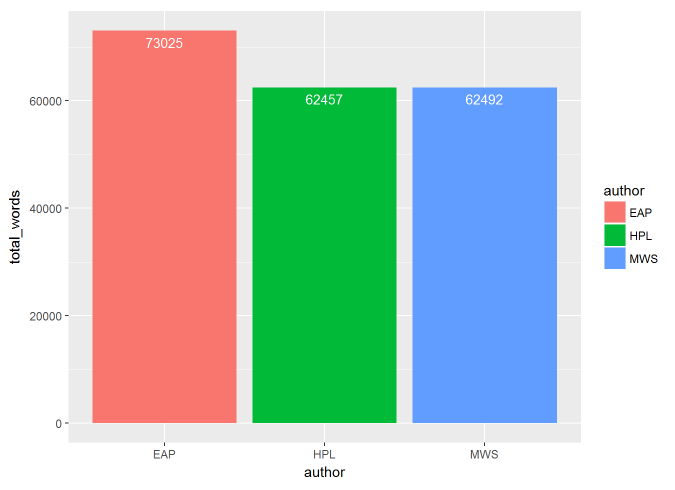 total_words
60000
40000
20000
0
73025
62457
62492
EAP
HPL
MWS
author
author
EAP
HPL
MWS